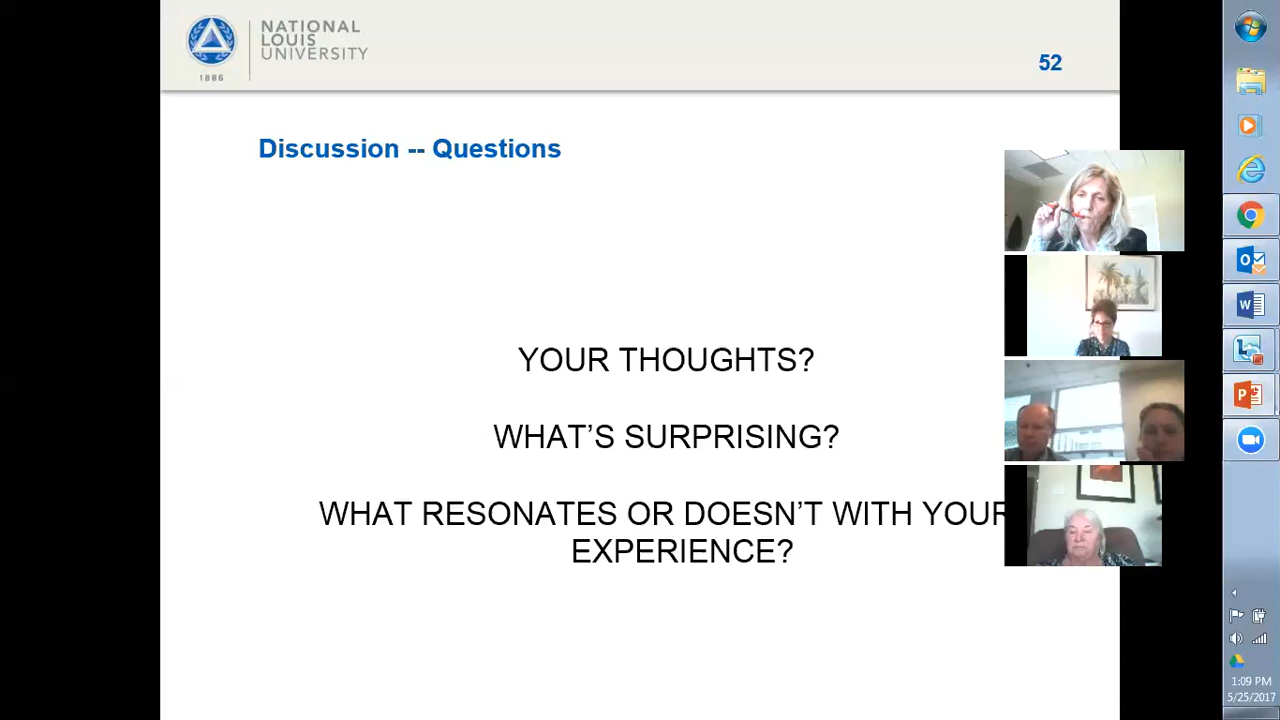 NATIONAL
LOUIS
UNIVERSITY
1886
52
Discussion -- Questions
YOUR THOUGHTS?
WHAT’S SURPRISING?
WHAT RESONATES OR DOESN’T WITH YOUR
EXPERIENCE?
1:09 PM
5/25/2017